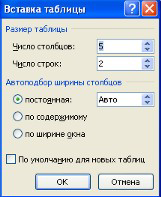 Вставка таблицы
Размер таблицы
Число столбцов: 5
Число строк: 2
Автоподбор ширины столбцов
постоянная: Авто
по содержимому
по ширине окна
По умолчанию для новых таблиц
ОК Отмена